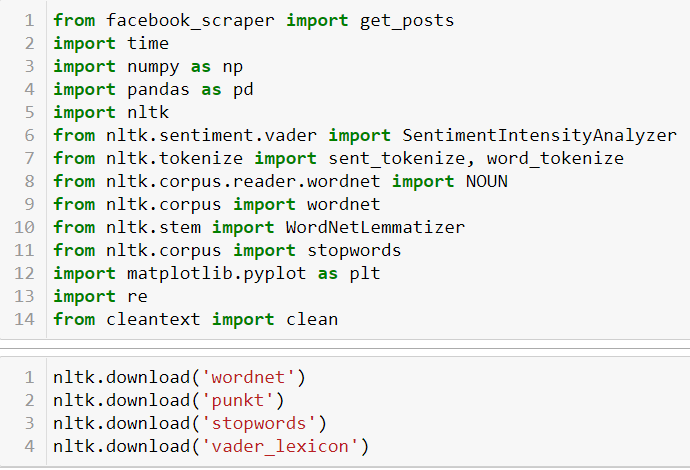 1 from facebook_scraper import get_posts
2 import time
3 import numpy as np
4 import pandas as pd
5 import nltk
6 from nltk.sentiment.vader import SentimentIntensityAnalyzer
7 from nltk.tokenize import sent_tokenize, word_tokenize
8 from nltk.corpus.reader.wordnet import NOUN
9 from nltk.corpus import wordnet
10 from nltk.stem import WordNetLemmatizer
11 from nltk.corpus import stopwords
12 import matplotlib.pyplot as plt
13 import re
14 from cleantext import clean
1 nltk.download('wordnet')
2 nltk.download('punkt')
3 nltk.download('stopwords')
4 nltk.download('vader_lexicon')